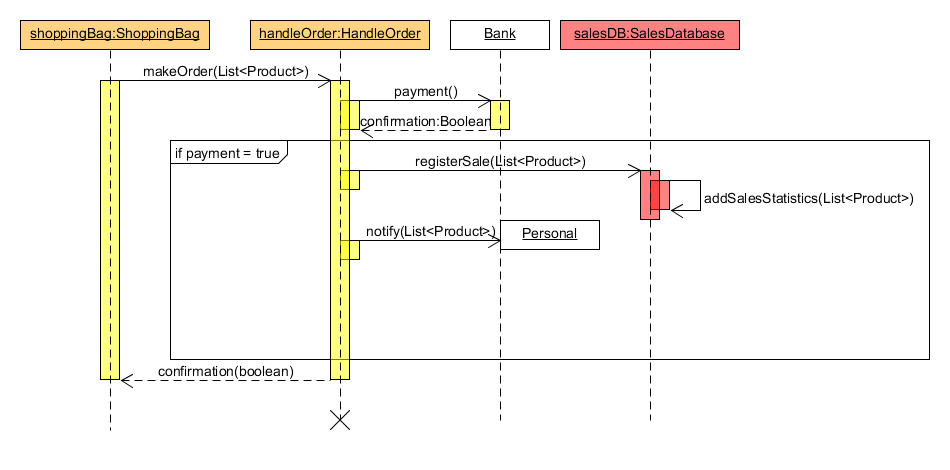 shoppingBag:ShoppingBag
handleOrder:HandleOrder
Bank
salesDB:SalesDatabase
makeOrder(List<Product>)
payment()
confirmation:Boolean
if payment = true
registerSale(List<Product>)
addSalesStatistics(List<Product>)
notify(List<Product>)
Personal
confirmation(boolean)